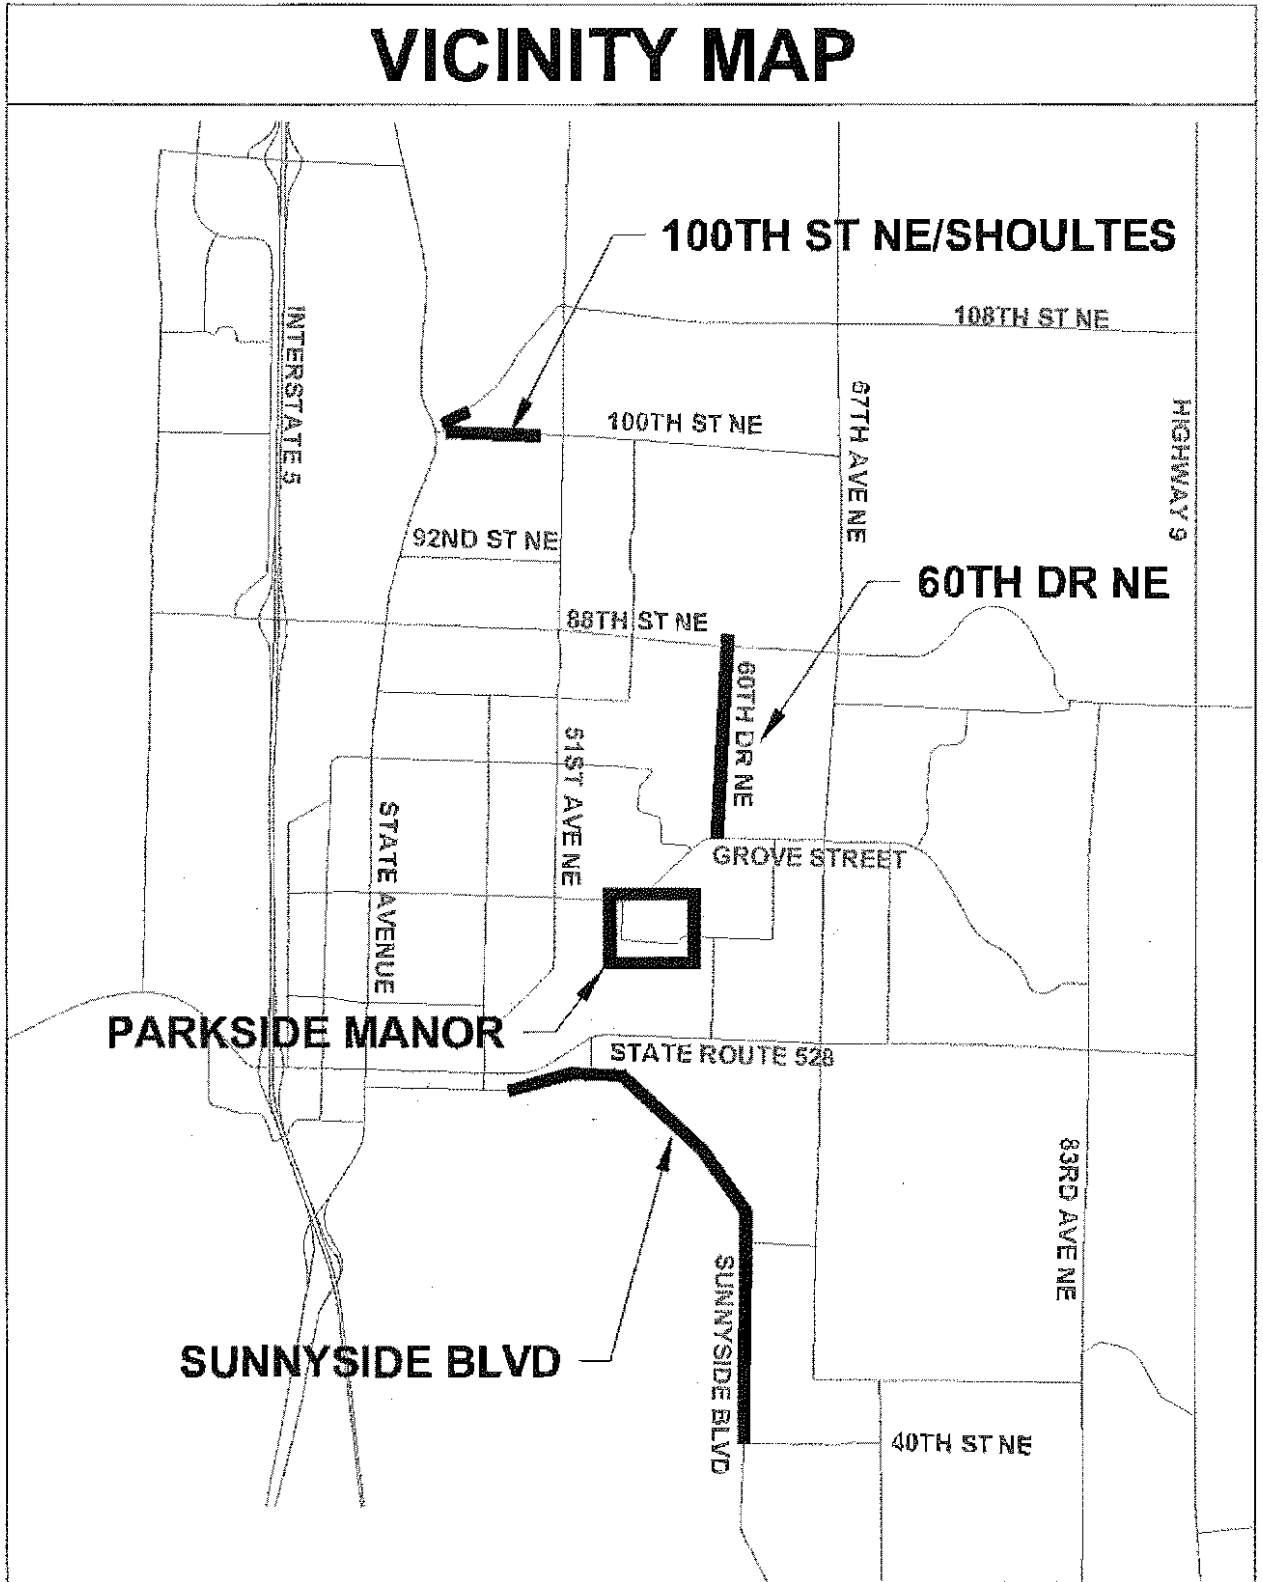 VICINITY MAP
100TH ST NE/SHOULTES
108TH ST NE
INTERSTATE 5
67TH AVE NE
HIGHWAY 9
100TH ST NE
92ND ST NE
60TH DR NE
88TH ST NE
60TH DR NE
51ST AVE NE
STATE AVENUE
GROVE STREET
PARKSIDE MANOR
STATE ROUTE 528
83RD AVE NE
SUNNYSIDE BLVD
SUNNYSIDE BLVD
40TH ST NE